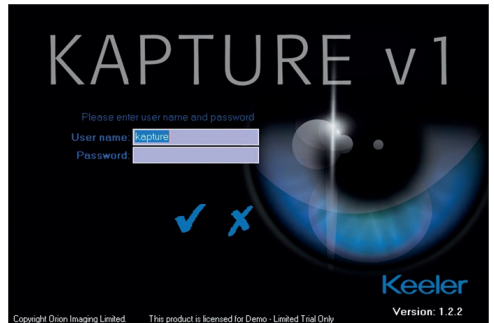 KAPTURE v1
Please enter user name and password
User name: kapture
Password:
Keeler
Version: 1.2.2
Copyright Orion Imaging Limited. This product is licensed for Demo - Limited Trial Only